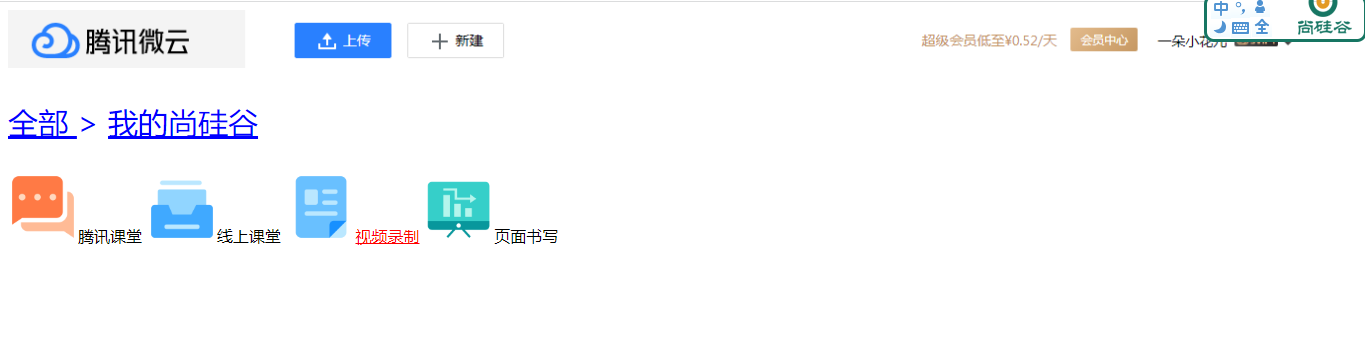 中 °, 全 尚硅谷
腾讯微云 上传 新建 超级会员低至¥0.52/天 会员中心 一朵小花
全部 > 我的尚硅谷
腾讯课堂 线上课堂 视频录制 页面书写